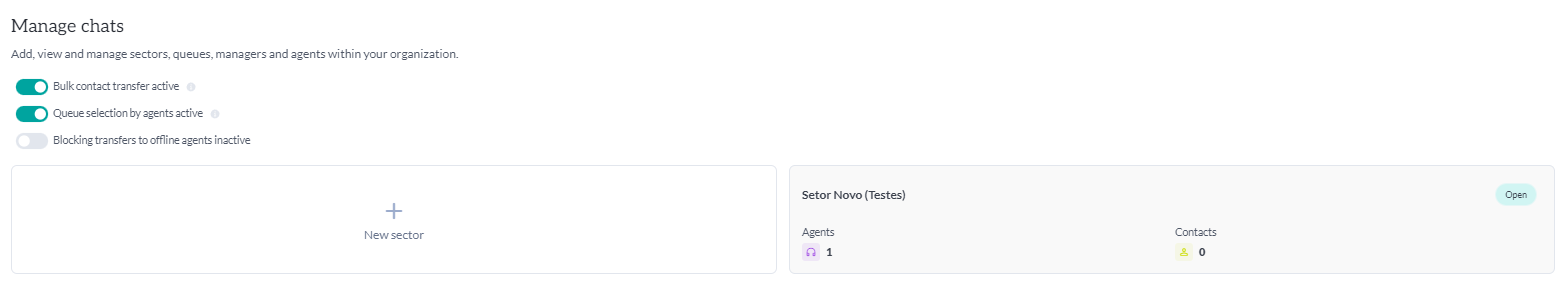 Manage chats
Add, view and manage sectors, queues, managers and agents within your organization.
Bulk contact transfer active
Queue selection by agents active
Blocking transfers to offline agents inactive
New sector
Setor Novo (Testes)
Open
Agents
Contacts
1
0